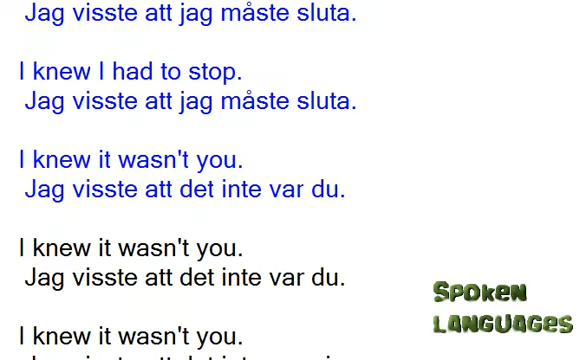 Jag visste att jag måste sluta.
I knew I had to stop.
Jag visste att jag måste sluta.
I knew it wasn't you.
Jag visste att det inte var du.
I knew it wasn't you.
Jag visste att det inte var du.
SPOKEN
LANGUAGES
I knew it wasn't you.